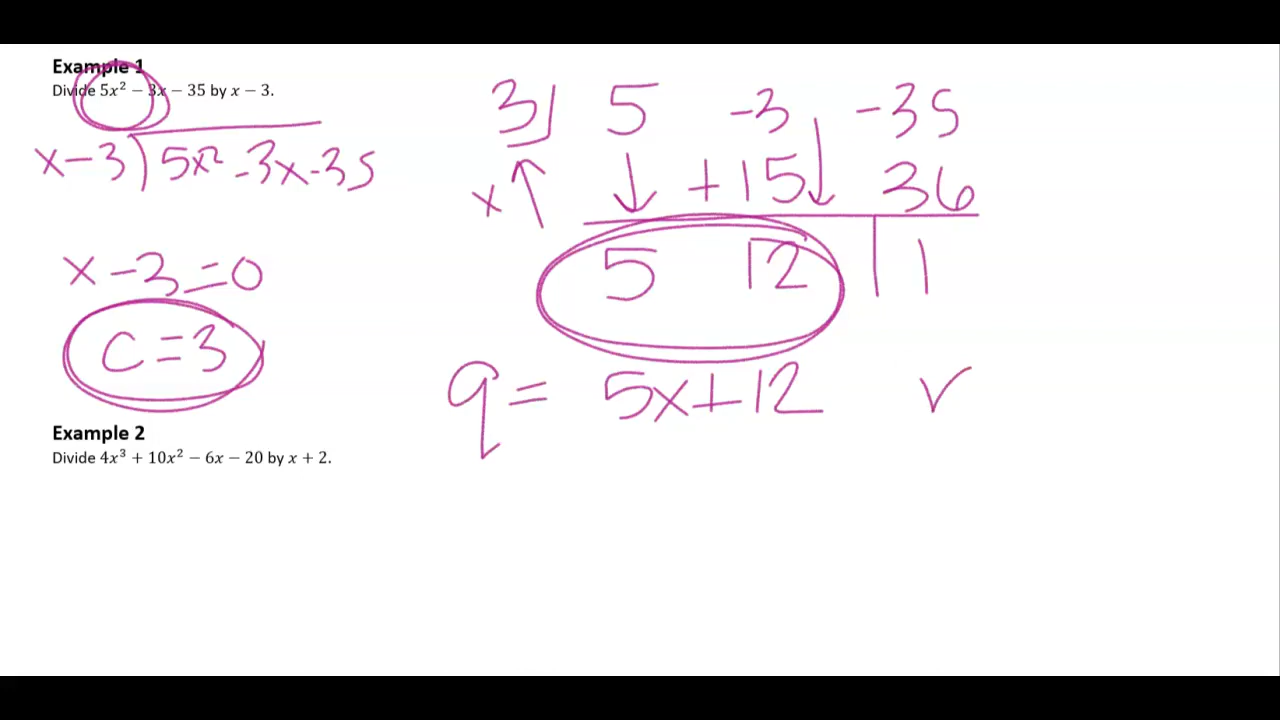 Example 1
Divide 5x² − 3x − 35 by x − 3.
x-3)5x²-3x-35
x-3=0
c=3
3| 5 -3 -35
x ↑ ↓ +15 ↓ 36
5 12 | 1
q= 5x+12 r
Example 2
Divide 4x³ + 10x² − 6x − 20 by x + 2.